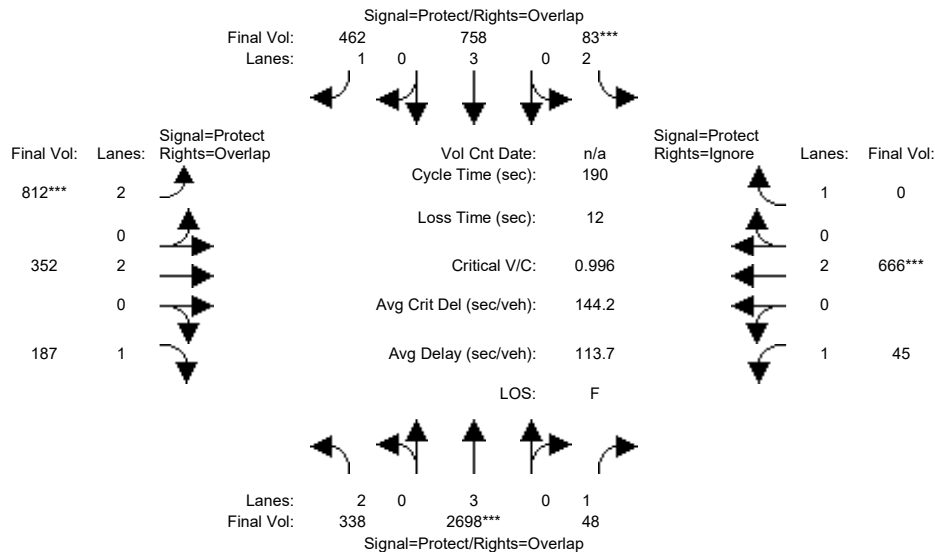 Signal=Protect/Rights=Overlap
Final Vol: 462 758 83***
Lanes: 1 0 3 0 2
Signal=Protect Signal=Protect
Final Vol: Lanes: Rights=Overlap Vol Cnt Date: n/a Rights=Ignore Lanes: Final Vol:
Cycle Time (sec): 190
812*** 2 1 0
Loss Time (sec): 12
0 0
352 2 Critical V/C: 0.996 2 666***
0 Avg Crit Del (sec/veh): 144.2 0
187 1 Avg Delay (sec/veh): 113.7 1 45
LOS: F
Lanes: 2 0 3 0 1
Final Vol: 338 2698*** 48
Signal=Protect/Rights=Overlap